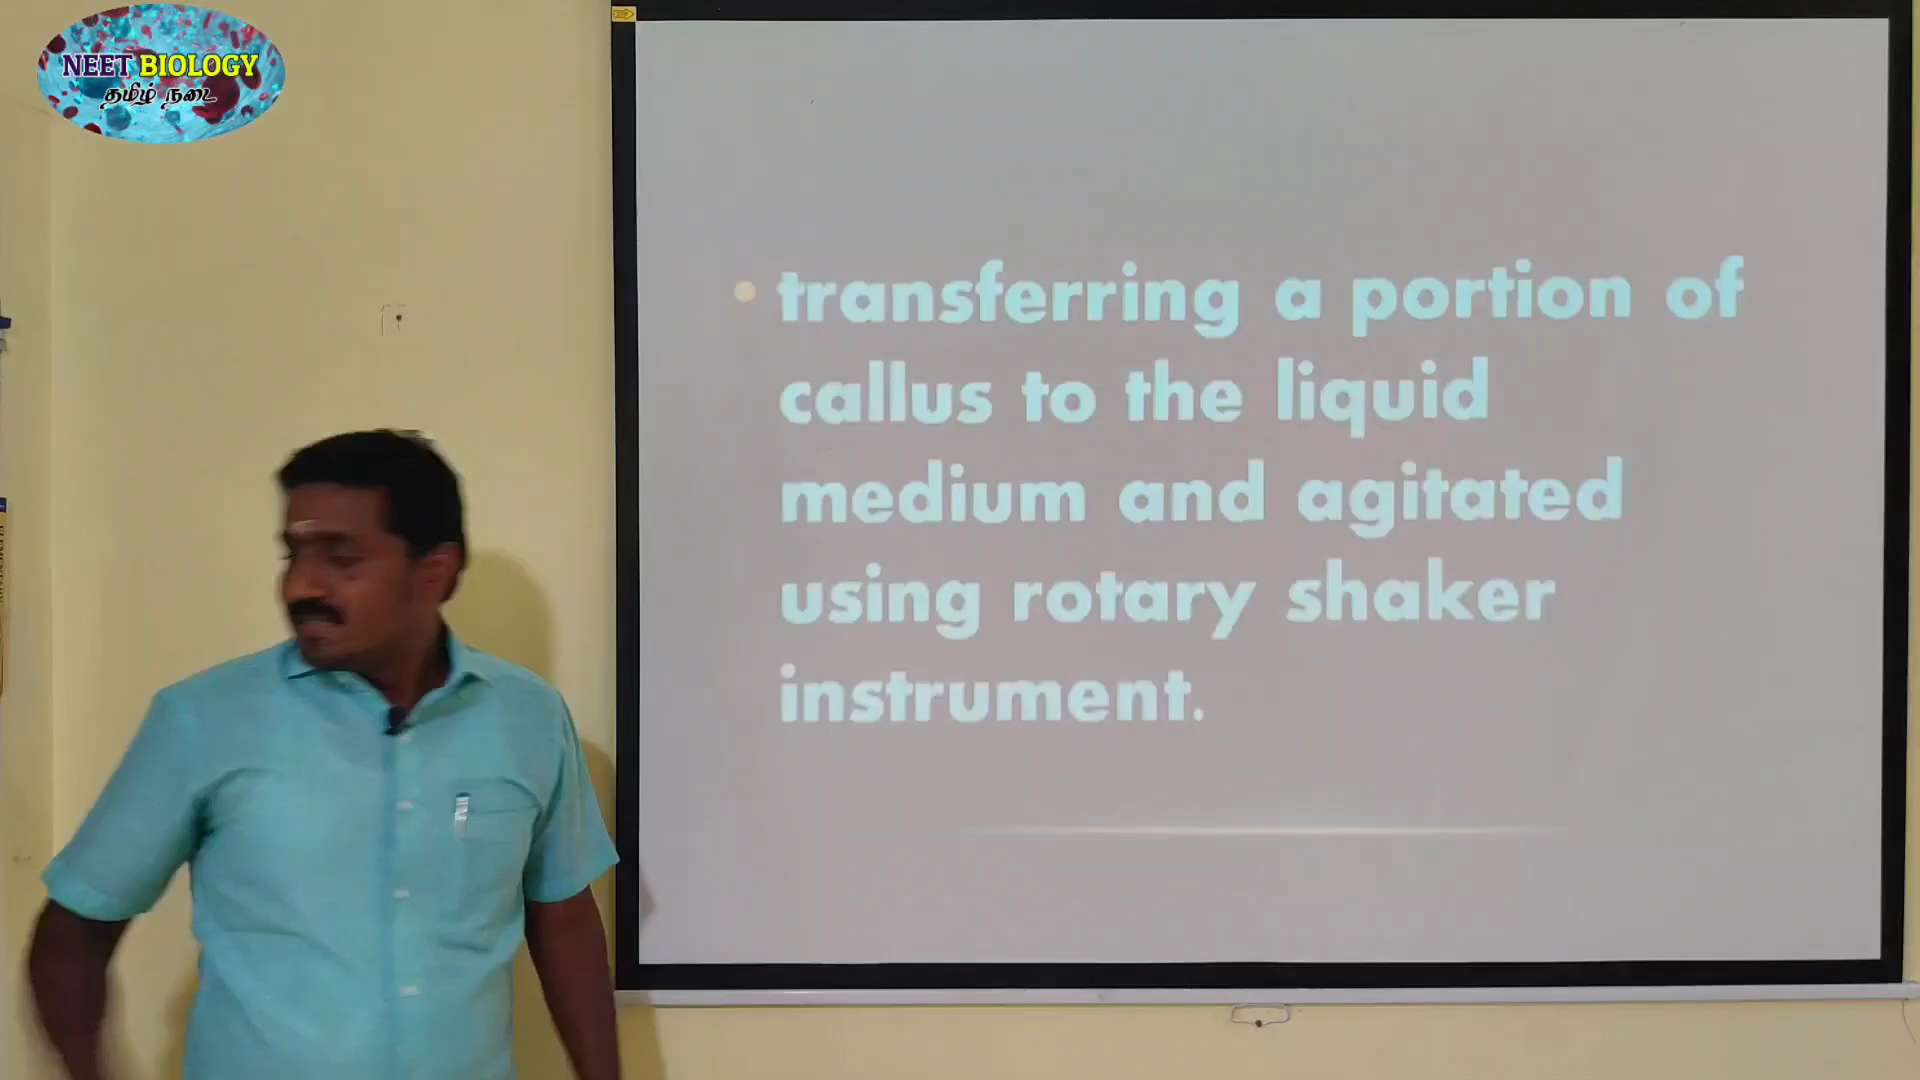 NEET BIOLOGY
தமிழ் நடை
transferring a portion of
callus to the liquid
medium and agitated
using rotary shaker
instrument.